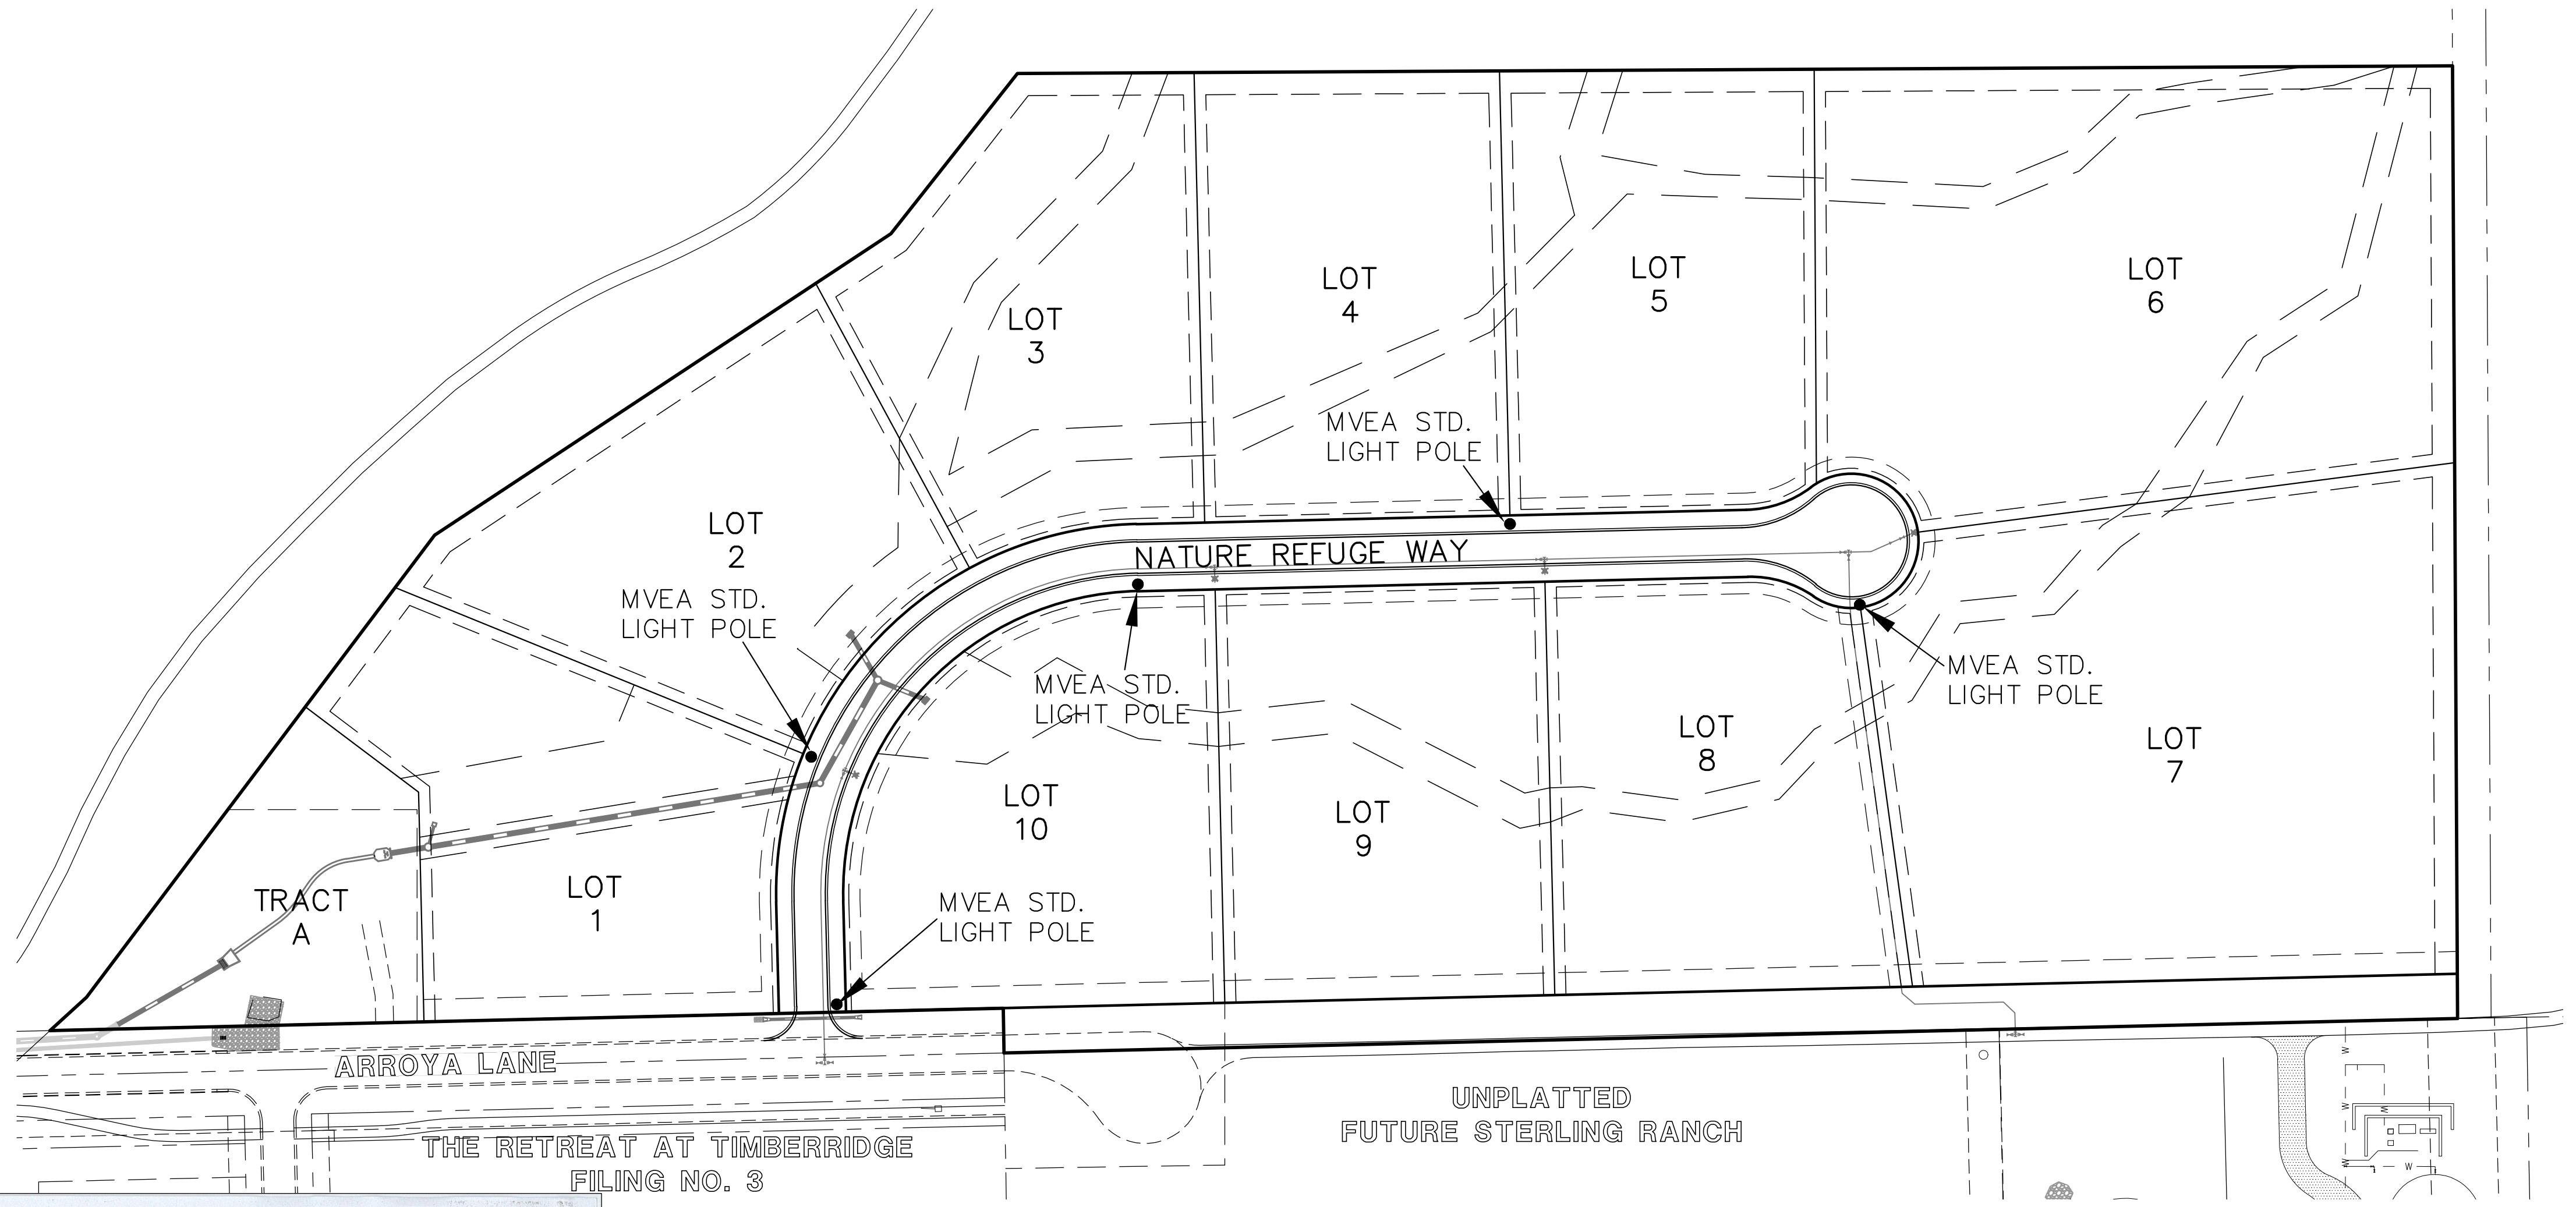 LOT
6
LOT
5
LOT
4
LOT
3
MVEA STD.
LIGHT POLE
LOT
2
NATURE REFUGE WAY
MVEA STD.
LIGHT POLE
MVEA STD.
LIGHT POLE
MVEA STD.
LIGHT POLE
LOT
8
LOT
7
LOT
10
LOT
9
LOT
1
TRACT
A
MVEA STD.
LIGHT POLE
ARROYA LANE
UNPLATTED
FUTURE STERLING RANCH
THE RETREAT AT TIMBERRIDGE
FILING NO. 3
W
W
W
W
W